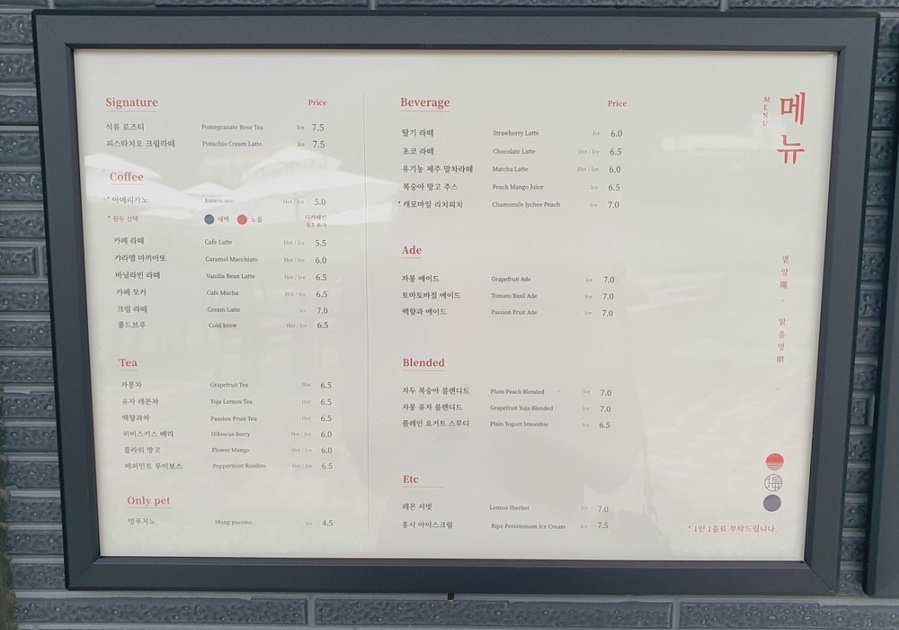 Signature Price
석류 로즈티 Pomegranate Rose Tea Ice 7.5
피스타치오 크림라떼 Pistachio Cream Latte Ice 7.5
Coffee
* 아메리카노 Americano Hot / Ice 5.0
* 원두 선택 새벽 노을 디카페인 0.5 추가
카페 라떼 Cafe Latte Hot / Ice 5.5
카라멜 마끼아또 Caramel Macchiato Hot / Ice 6.0
바닐라빈 라떼 Vanilla Bean Latte Hot / Ice 6.5
카페 모카 Cafe Mocha Hot / Ice 6.5
크림 라떼 Cream Latte Ice 7.0
콜드브루 Cold brew Hot / Ice 6.5
Tea
자몽차 Grapefruit Tea Hot 6.5
유자 레몬차 Yuja Lemon Tea Hot 6.5
백향과차 Passion Fruit Tea Hot 6.5
히비스커스 베리 Hibiscus Berry Hot / Ice 6.0
플라워 망고 Flower Mango Hot / Ice 6.0
페퍼민트 루이보스 Peppermint Rooibos Hot / Ice 6.5
Only pet
멍푸치노 Mung-puccino Ice 4.5
Beverage Price
딸기 라떼 Strawberry Latte Ice 6.0
초코 라떼 Chocolate Latte Hot / Ice 6.5
유기농 제주 말차라떼 Matcha Latte Hot / Ice 6.0
복숭아 망고 주스 Peach Mango Juice Ice 6.5
* 캐모마일 리치피치 Chamomile lychee Peach Ice 7.0
Ade
자몽 에이드 Grapefruit Ade Ice 7.0
토마토바질 에이드 Tomato Basil Ade Ice 7.0
백향과 에이드 Passion Fruit Ade Ice 7.0
Blended
자두 복숭아 블렌디드 Plum Peach Blended Ice 7.0
자몽 유자 블렌디드 Grapefruit Yuja Blended Ice 7.0
플레인 요거트 스무디 Plain Yogurt Smoothie Ice 6.5
Etc
레몬 셔벗 Lemon Sherbet Ice 7.0
홍시 아이스크림 Ripe Persimmom Ice Cream Ice 7.5
메뉴
MENU
볕 양 陽 · 밝을 명 明
陽
* 1인 1음료 부탁드립니다.